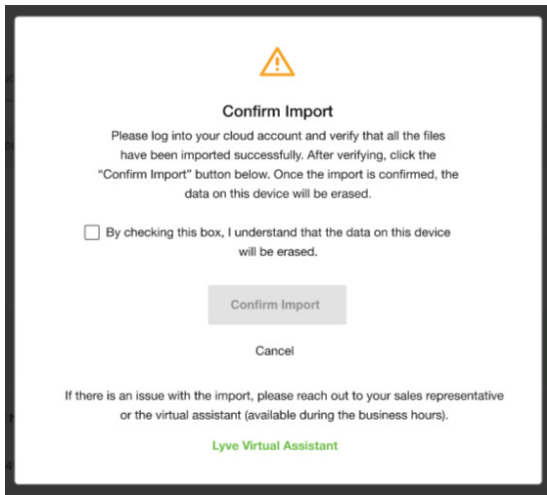 Confirm Import
Please log into your cloud account and verify that all the files
have been imported successfully. After verifying, click the
“Confirm Import” button below. Once the import is confirmed, the
data on this device will be erased.
By checking this box, I understand that the data on this device
will be erased.
Confirm Import
Cancel
If there is an issue with the import, please reach out to your sales representative
or the virtual assistant (available during the business hours).
Lyve Virtual Assistant